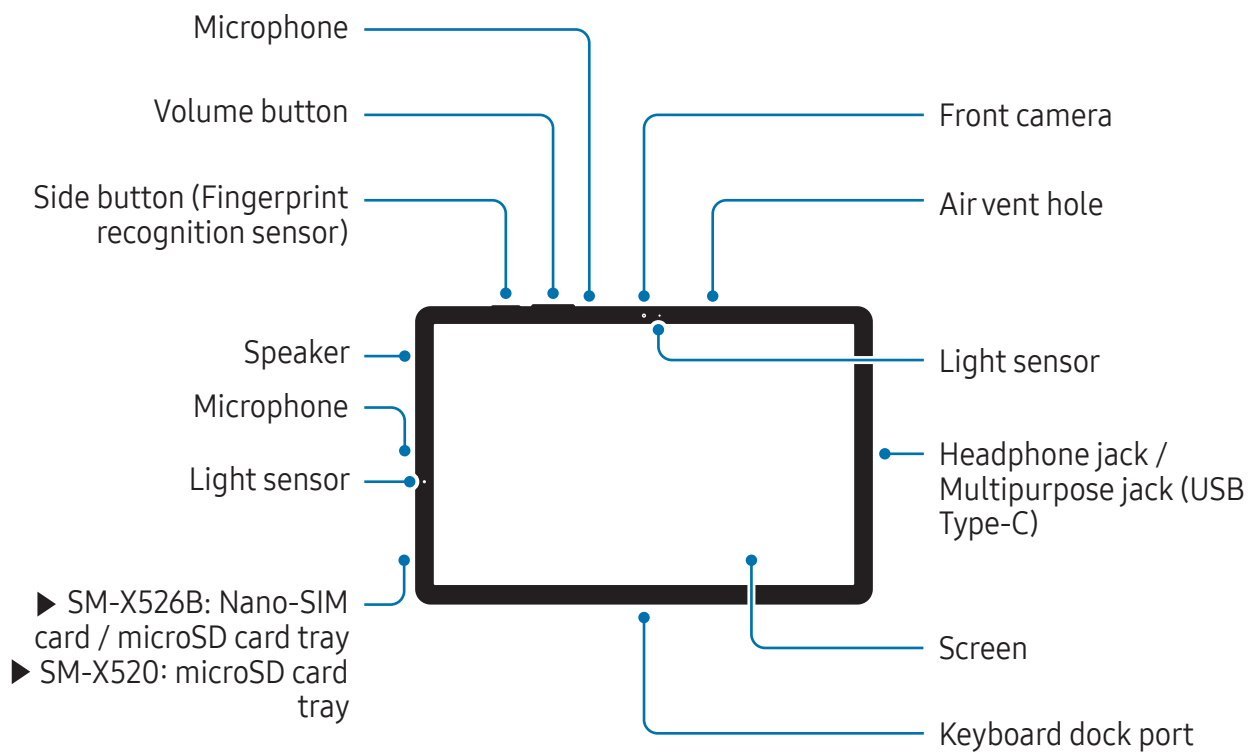 Microphone
Volume button
Side button (Fingerprint
recognition sensor)
Speaker
Microphone
Light sensor
▶ SM-X526B: Nano-SIM
card / microSD card tray
▶ SM-X520: microSD card
tray
Front camera
Air vent hole
Light sensor
Headphone jack /
Multipurpose jack (USB
Type-C)
Screen
Keyboard dock port